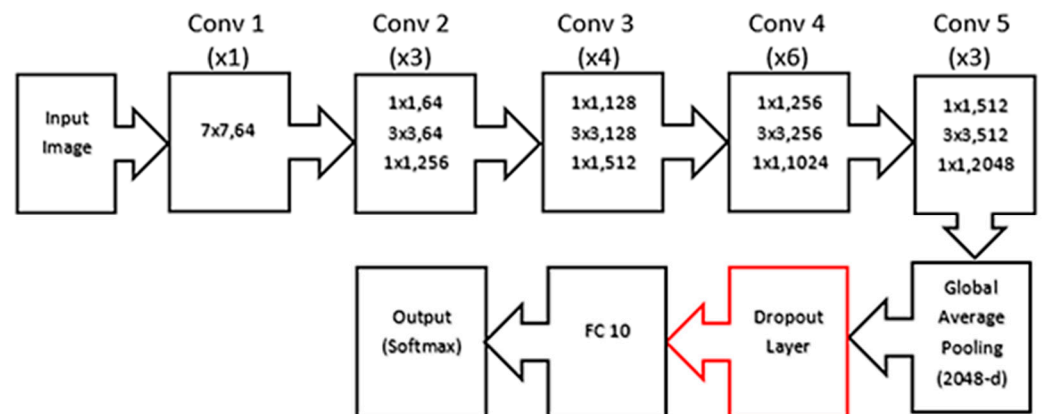 Conv 1
(x1)
Conv 2
(x3)
Conv 3
(x4)
Conv 4
(x6)
Conv 5
(x3)
Input
Image
7x7,64
1x1,64
3x3,64
1x1,256
1x1,128
3x3,128
1x1,512
1x1,256
3x3,256
1x1,1024
1x1,512
3x3,512
1x1,2048
Global
Average
Pooling
(2048-d)
Dropout
Layer
FC 10
Output
(Softmax)